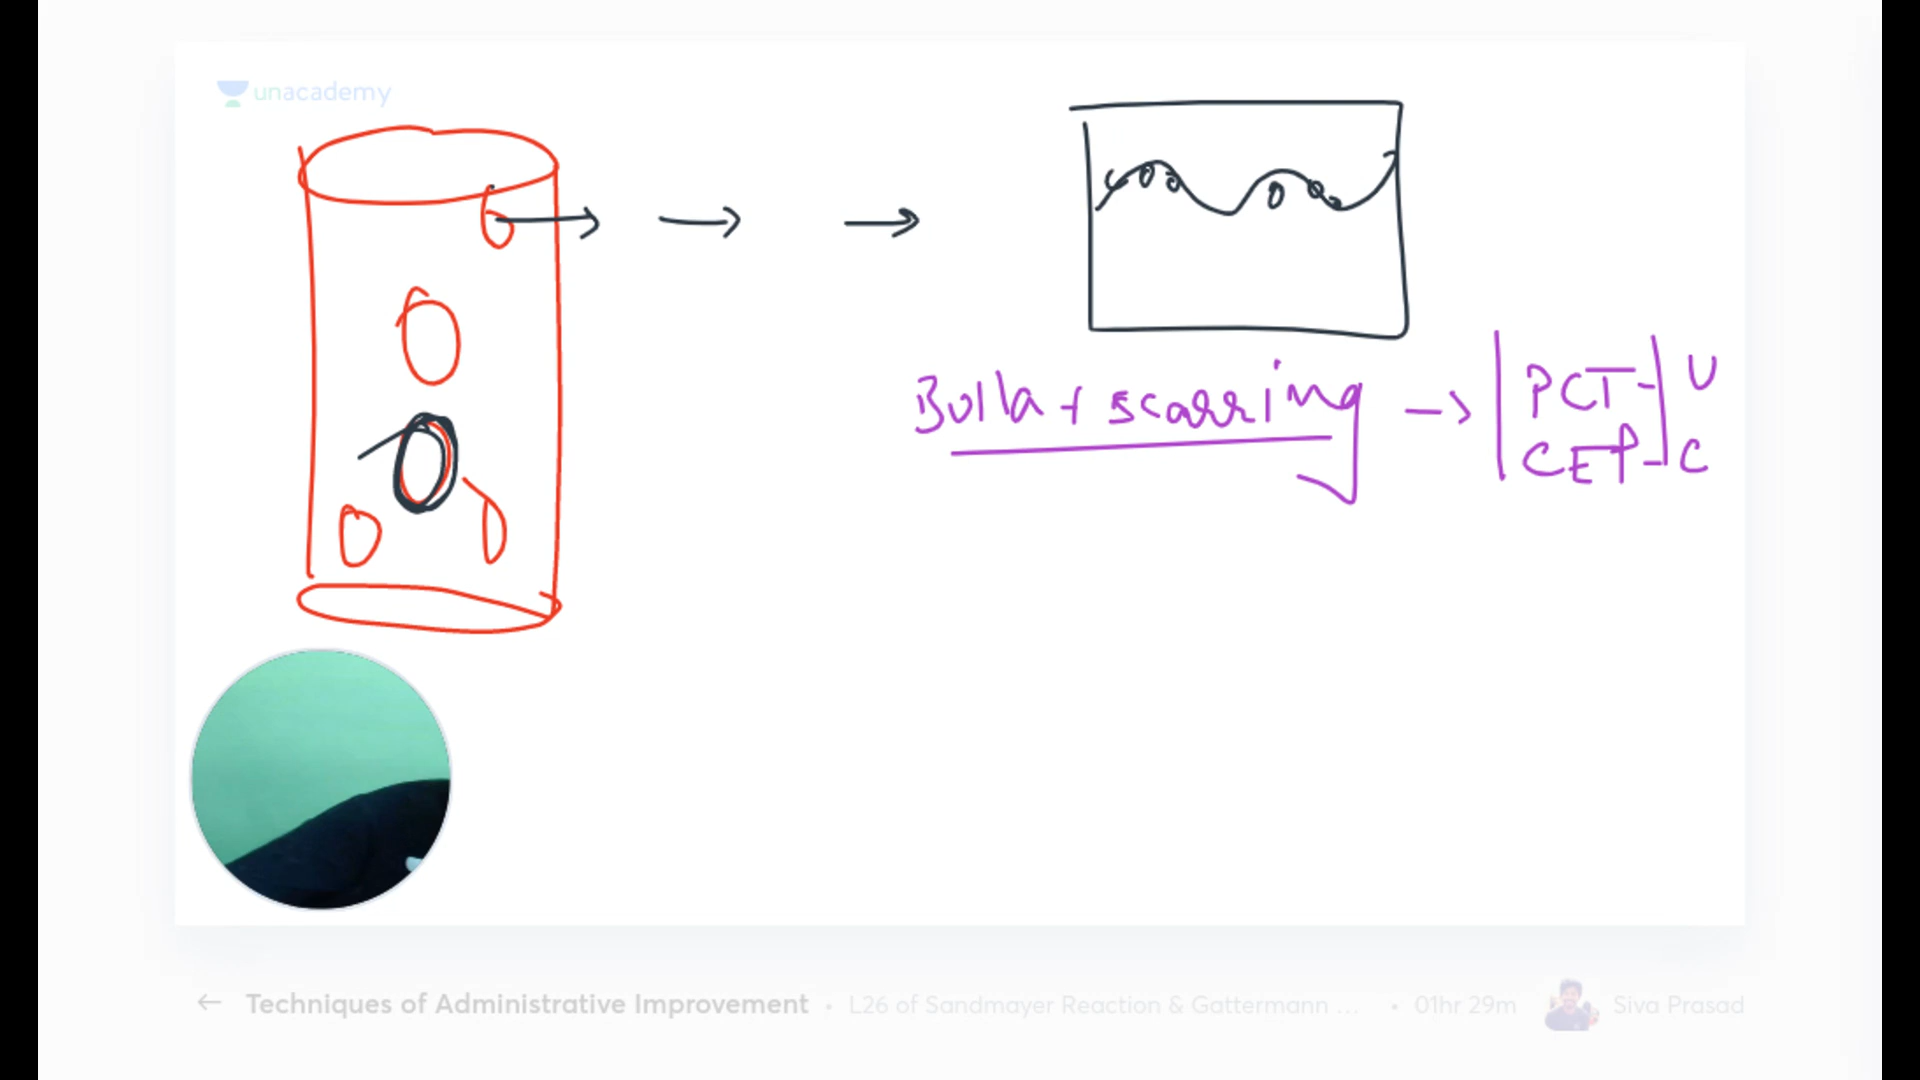 unacademy
Bulla + scarring → PCT - U
CEP - C
← Techniques of Administrative Improvement • L26 of Sandmayer Reaction & Gattermann ... • 01hr 29m Siva Prasad